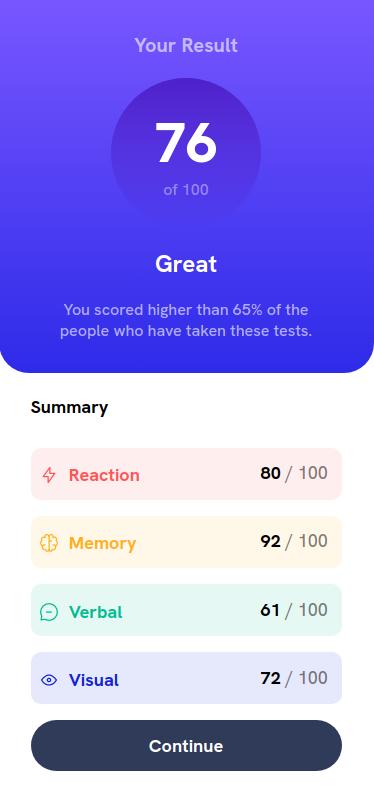 Your Result
76
of 100
Great
You scored higher than 65% of the
people who have taken these tests.
Summary
Reaction 80 / 100
Memory 92 / 100
Verbal 61 / 100
Visual 72 / 100
Continue